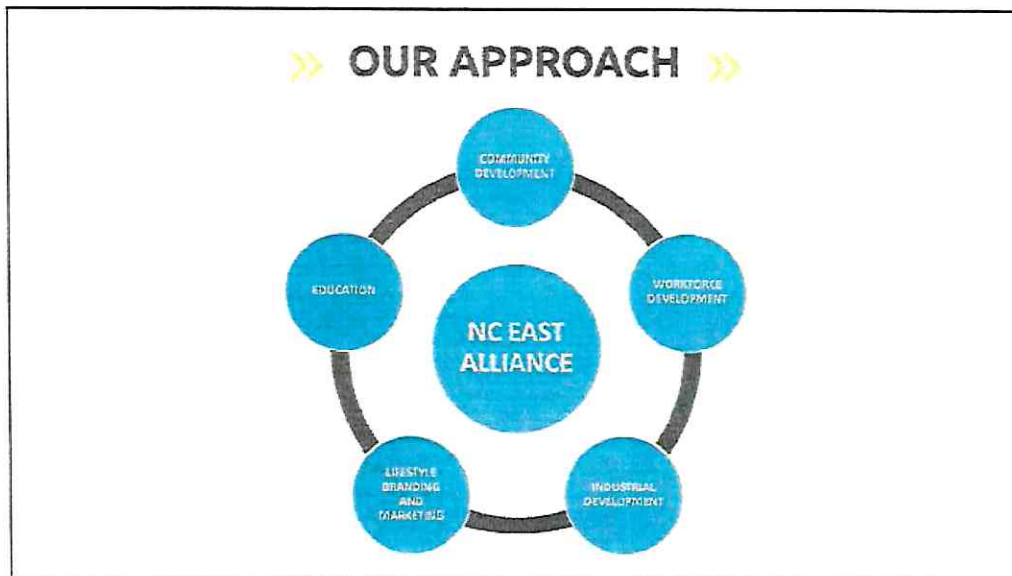 OUR APPROACH
COMMUNITY
DEVELOPMENT
WORKFORCE
DEVELOPMENT
INDUSTRIAL
DEVELOPMENT
LIFESTYLE
BRANDING
AND
MARKETING
EDUCATION
NC EAST
ALLIANCE